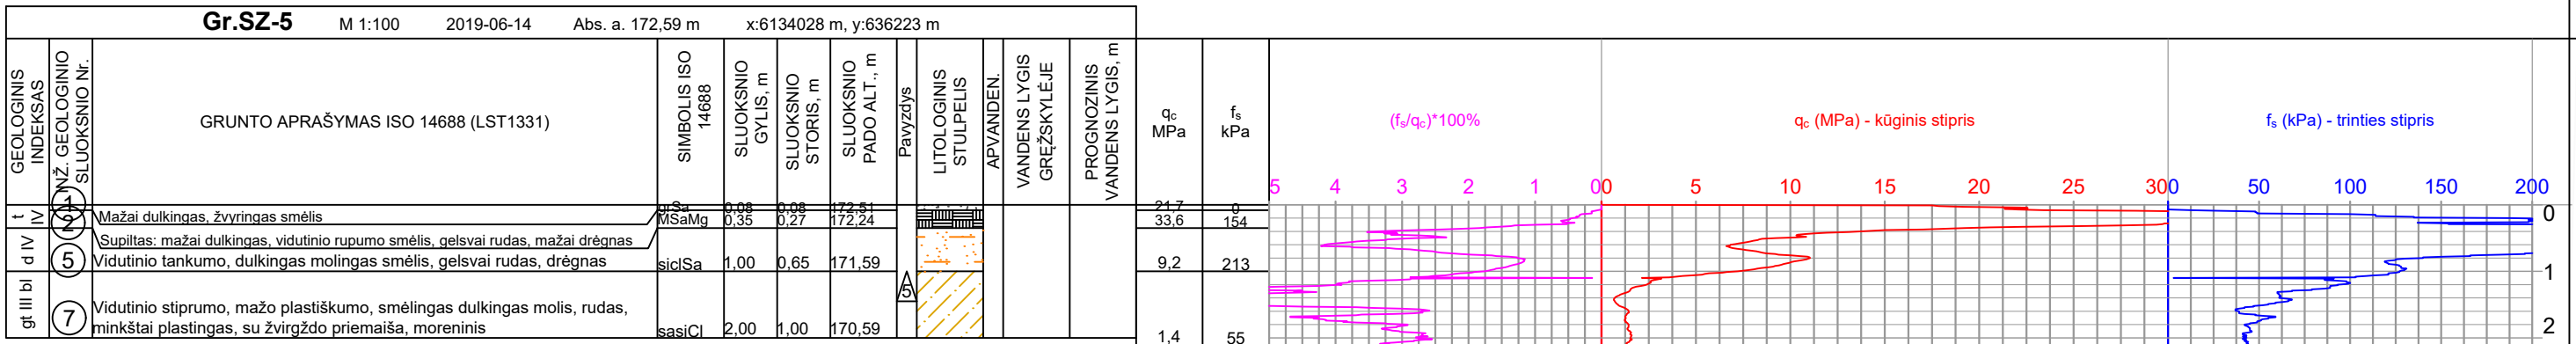 Gr.SZ-5 M 1:100 2019-06-14 Abs. a. 172,59 m x:6134028 m, y:636223 m
GEOLOGINIS INDEKSAS
INŽ. GEOLOGINIO SLUOKSNIO Nr.
GRUNTO APRAŠYMAS ISO 14688 (LST1331)
SIMBOLIS ISO 14688
SLUOKSNIO GYLIS, m
SLUOKSNIO STORIS, m
SLUOKSNIO PADO ALT., m
Pavyzdys
LITOLOGINIS STULPELIS
APVANDEN.
VANDENS LYGIS GRĘŽSKYLĖJE
PROGNOZINIS VANDENS LYGIS, m
qc MPa
fs kPa
(fs/qc)*100%
qc (MPa) - kūginis stipris
fs (kPa) - trinties stipris
5 4 3 2 1 0
0 5 10 15 20 25 30
0 50 100 150 200
t IV
1 Mažai dulkingas, žvyringas smėlis grSa 0,08 0,08 172,51 21,7 0
2 Supiltas: mažai dulkingas, vidutinio rupumo smėlis, gelsvai rudas, mažai drėgnas MSaMg 0,35 0,27 172,24 33,6 154
d IV 5 Vidutinio tankumo, dulkingas molingas smėlis, gelsvai rudas, drėgnas siclSa 1,00 0,65 171,59 9,2 213
gt III bl 7 Vidutinio stiprumo, mažo plastiškumo, smėlingas dulkingas molis, rudas,
minkštai plastingas, su žvirgždo priemaiša, moreninis sasiCl 2,00 1,00 170,59 1,4 55
5
0
1
2